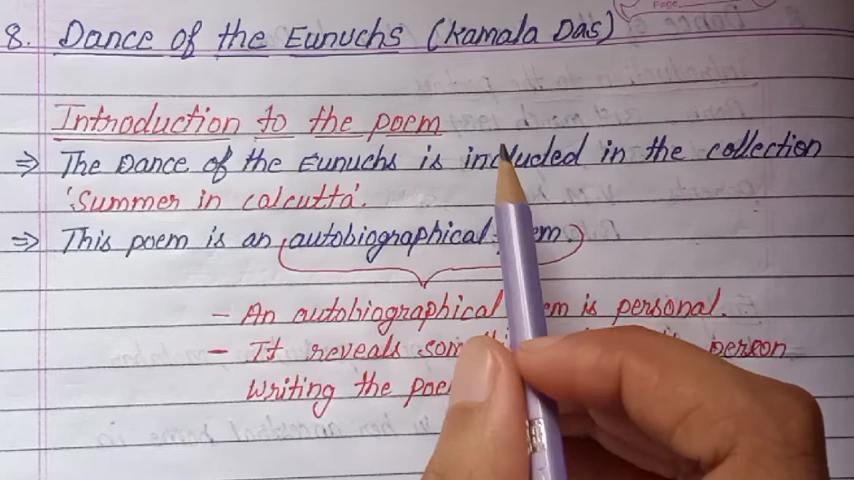 8. Dance of the Eunuchs (Kamala Das)
Introduction to the poem
⇒ The Dance of the Eunuchs is included in the collection
'Summer in calcutta'.
⇒ This poem is an autobiographical
- An autobiographical is personal.
- It reveals person
Writing the